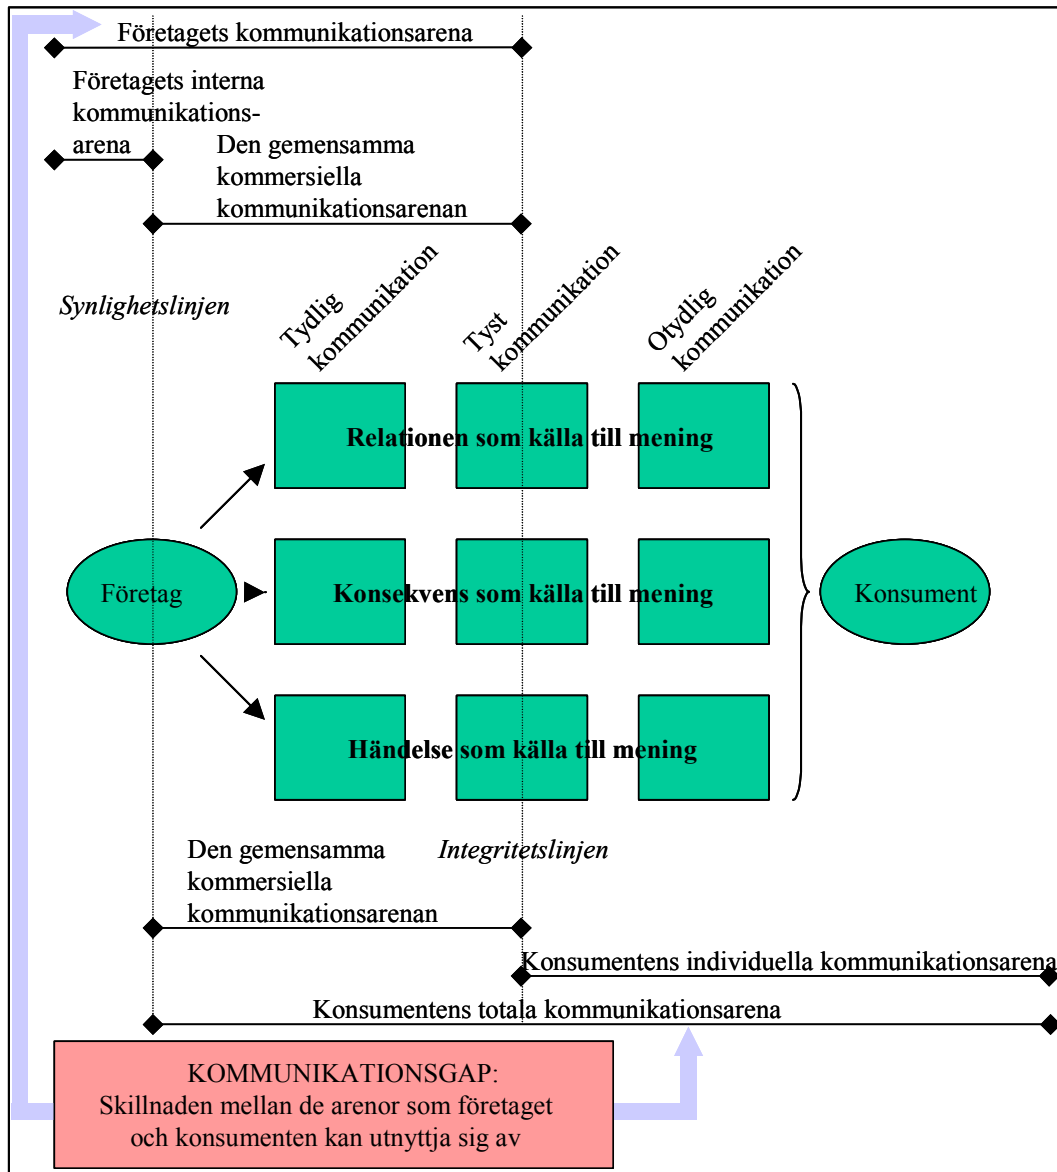 Företagets kommunikationsarena
Företagets interna
kommunikations-
arena
Den gemensamma
kommersiella
kommunikationsarenan
Synlighetslinjen
Tydlig
kommunikation
Tyst
kommunikation
Otydlig
kommunikation
Relationen som källa till mening
Företag
Konsekvens som källa till mening
Konsument
Händelse som källa till mening
Den gemensamma
kommersiella
kommunikationsarenan
Integritetslinjen
Konsumentens individuella kommunikationsarena
Konsumentens totala kommunikationsarena
KOMMUNIKATIONSGAP:
Skillnaden mellan de arenor som företaget
och konsumenten kan utnyttja sig av